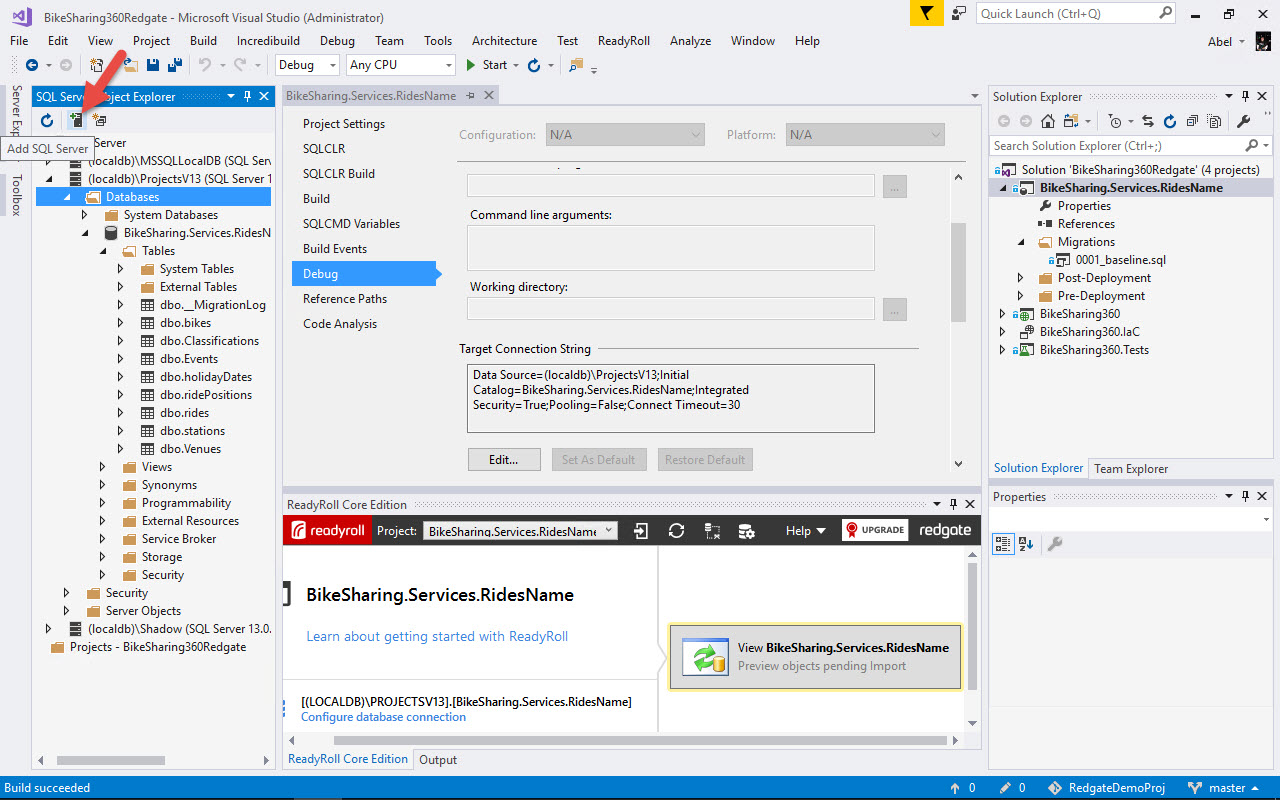 BikeSharing360Redgate - Microsoft Visual Studio (Administrator)
Quick Launch (Ctrl+Q)
File Edit View Project Build Incredibuild Debug Team Tools Architecture Test ReadyRoll Analyze Window Help
Abel
Debug
Any CPU
Start
Toolbox
SQL Server Object Explorer
Add SQL Server
Server
(localdb)\MSSQLLocalDB (SQL Serv
(localdb)\ProjectsV13 (SQL Server 1
Databases
System Databases
BikeSharing.Services.RidesN
Tables
System Tables
External Tables
dbo.__MigrationLog
dbo.bikes
dbo.Classifications
dbo.Events
dbo.holidayDates
dbo.ridePositions
dbo.rides
dbo.stations
dbo.Venues
Views
Synonyms
Programmability
External Resources
Service Broker
Storage
Security
Security
Server Objects
(localdb)\Shadow (SQL Server 13.0.
Projects - BikeSharing360Redgate
BikeSharing.Services.RidesName
Project Settings
SQLCLR
SQLCLR Build
Build
SQLCMD Variables
Build Events
Debug
Reference Paths
Code Analysis
Configuration: N/A Platform: N/A
...
Command line arguments:
Working directory:
...
Target Connection String
Data Source=(localdb)\ProjectsV13;Initial
Catalog=BikeSharing.Services.RidesName;Integrated
Security=True;Pooling=False;Connect Timeout=30
Edit... Set As Default Restore Default
ReadyRoll Core Edition
readyroll Project: BikeSharing.Services.RidesName Help UPGRADE redgate
BikeSharing.Services.RidesName
Learn about getting started with ReadyRoll
View BikeSharing.Services.RidesName
Preview objects pending Import
[(LOCALDB)\PROJECTSV13].[BikeSharing.Services.RidesName]
Configure database connection
ReadyRoll Core Edition Output
Solution Explorer
Search Solution Explorer (Ctrl+;)
Solution 'BikeSharing360Redgate' (4 projects)
BikeSharing.Services.RidesName
Properties
References
Migrations
0001_baseline.sql
Post-Deployment
Pre-Deployment
BikeSharing360
BikeSharing360.IaC
BikeSharing360.Tests
Solution Explorer Team Explorer
Properties
Build succeeded
0 0 RedgateDemoProj master